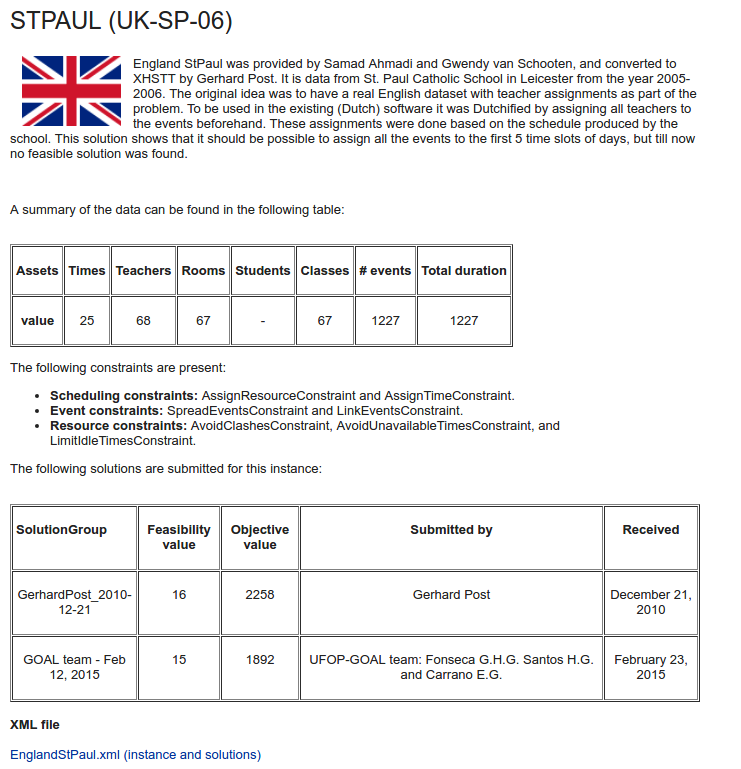 STPAUL (UK-SP-06)
England StPaul was provided by Samad Ahmadi and Gwendy van Schooten, and converted to
XHSTT by Gerhard Post. It is data from St. Paul Catholic School in Leicester from the year 2005-
2006. The original idea was to have a real English dataset with teacher assignments as part of the
problem. To be used in the existing (Dutch) software it was Dutchified by assigning all teachers to
the events beforehand. These assignments were done based on the schedule produced by the
school. This solution shows that it should be possible to assign all the events to the first 5 time slots of days, but till now
no feasible solution was found.
A summary of the data can be found in the following table:
Assets Times Teachers Rooms Students Classes # events Total duration
value 25 68 67 - 67 1227 1227
The following constraints are present:
• Scheduling constraints: AssignResourceConstraint and AssignTimeConstraint.
• Event constraints: SpreadEventsConstraint and LinkEventsConstraint.
• Resource constraints: AvoidClashesConstraint, AvoidUnavailableTimesConstraint, and
LimitIdleTimesConstraint.
The following solutions are submitted for this instance:
SolutionGroup Feasibility Objective Submitted by Received
value value
GerhardPost_2010- 16 2258 Gerhard Post December 21,
12-21 2010
GOAL team - Feb 15 1892 UFOP-GOAL team: Fonseca G.H.G. Santos H.G. February 23,
12, 2015 and Carrano E.G. 2015
XML file
EnglandStPaul.xml (instance and solutions)